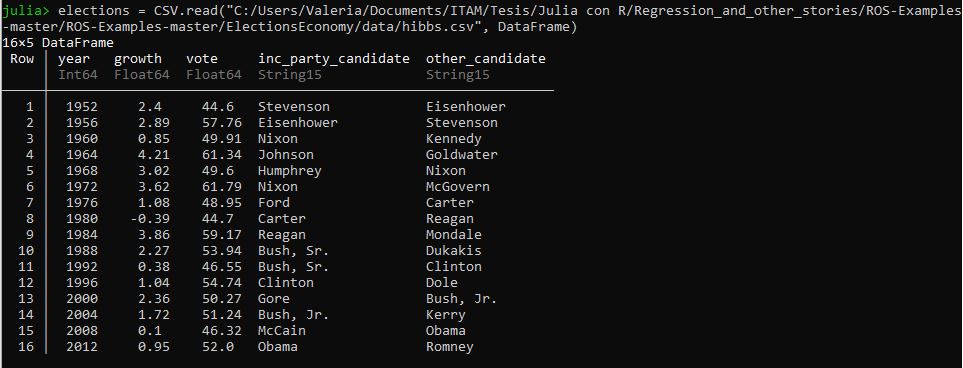 julia> elections = CSV.read("C:/Users/Valeria/Documents/ITAM/Tesis/Julia con R/Regression_and_other_stories/ROS-Examples
-master/ROS-Examples-master/ElectionsEconomy/data/hibbs.csv", DataFrame)
16×5 DataFrame
Row year growth vote inc_party_candidate other_candidate
Int64 Float64 Float64 String15 String15
1 1952 2.4 44.6 Stevenson Eisenhower
2 1956 2.89 57.76 Eisenhower Stevenson
3 1960 0.85 49.91 Nixon Kennedy
4 1964 4.21 61.34 Johnson Goldwater
5 1968 3.02 49.6 Humphrey Nixon
6 1972 3.62 61.79 Nixon McGovern
7 1976 1.08 48.95 Ford Carter
8 1980 -0.39 44.7 Carter Reagan
9 1984 3.86 59.17 Reagan Mondale
10 1988 2.27 53.94 Bush, Sr. Dukakis
11 1992 0.38 46.55 Bush, Sr. Clinton
12 1996 1.04 54.74 Clinton Dole
13 2000 2.36 50.27 Gore Bush, Jr.
14 2004 1.72 51.24 Bush, Jr. Kerry
15 2008 0.1 46.32 McCain Obama
16 2012 0.95 52.0 Obama Romney